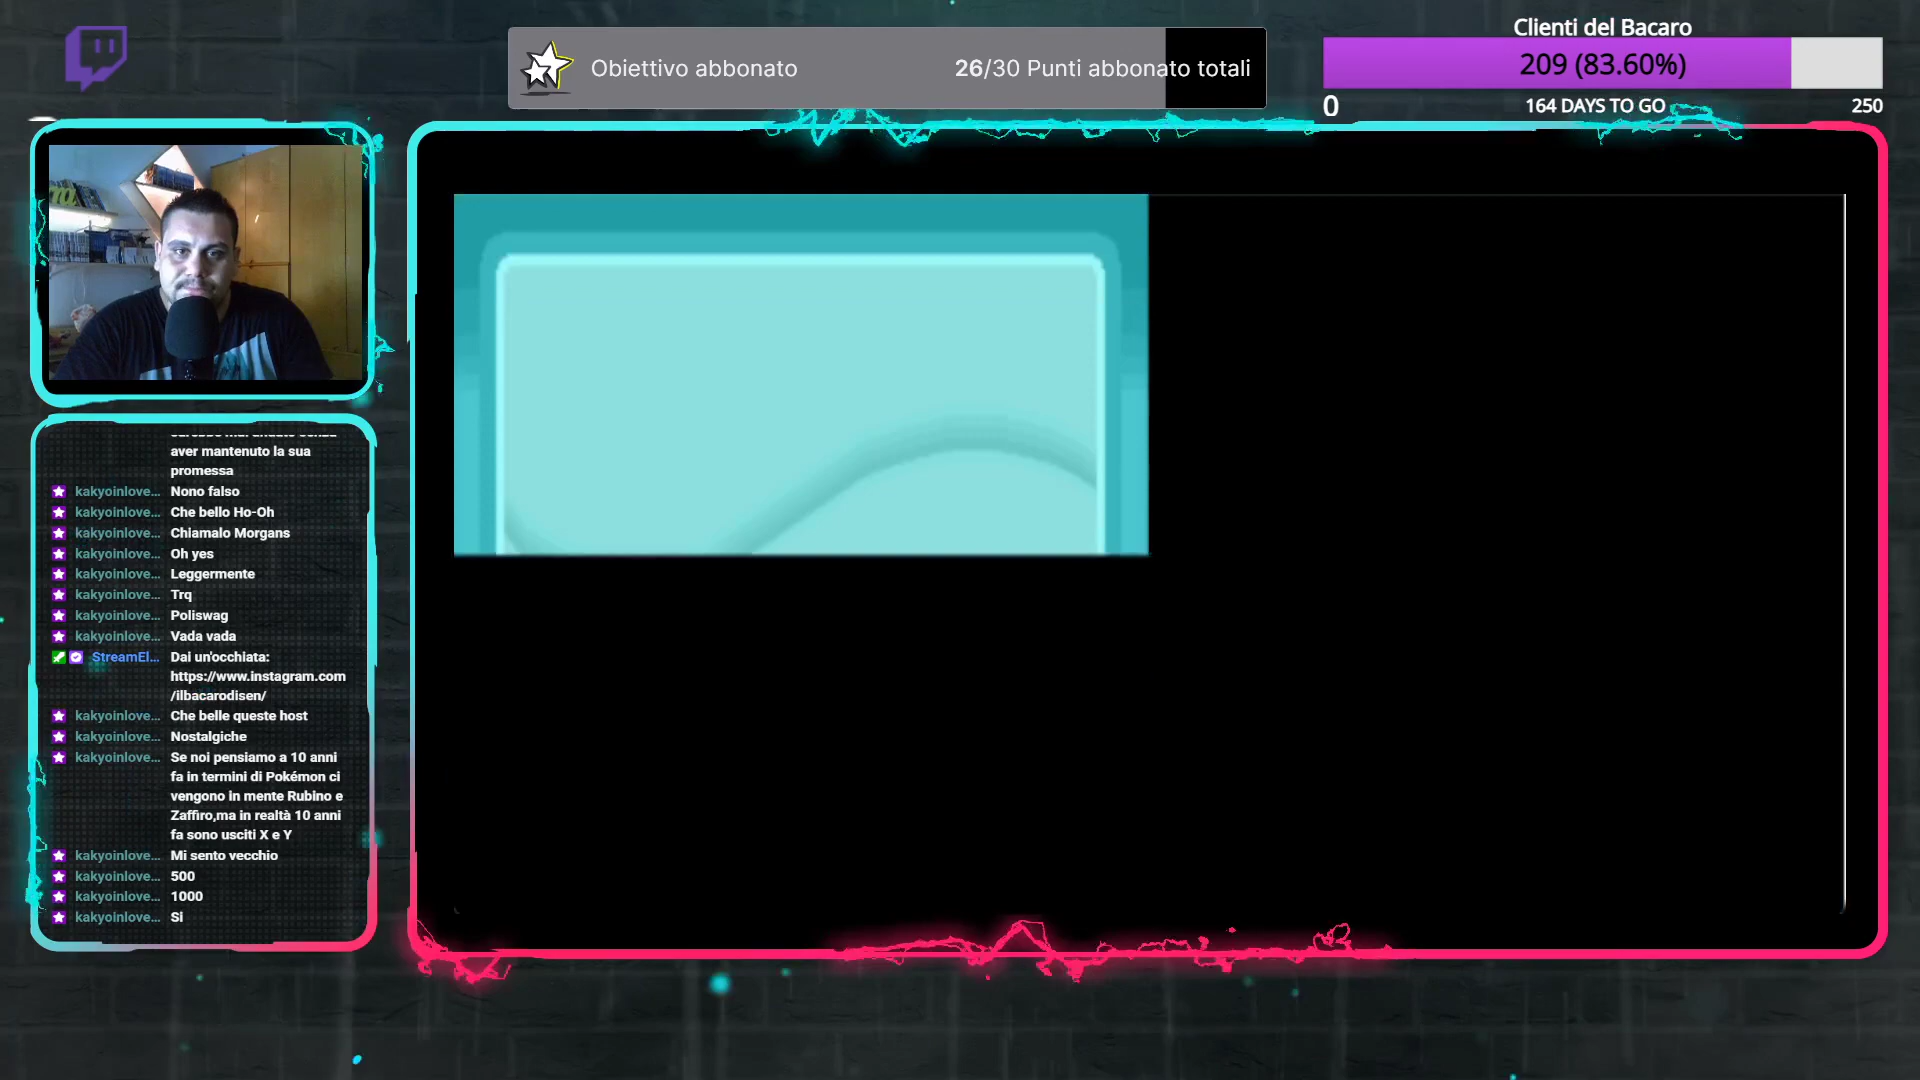 Obiettivo abbonato
26/30 Punti abbonato totali
Clienti del Bacaro
209 (83.60%)
0
164 DAYS TO GO
250
aver mantenuto la sua
promessa
kakyoinlove... Nono falso
kakyoinlove... Che bello Ho-Oh
kakyoinlove... Chiamalo Morgans
kakyoinlove... Oh yes
kakyoinlove... Leggermente
kakyoinlove... Trq
kakyoinlove... Poliswag
kakyoinlove... Vada vada
StreamEl... Dai un'occhiata:
https://www.instagram.com
/ilbacarodisen/
kakyoinlove... Che belle queste host
kakyoinlove... Nostalgiche
kakyoinlove... Se noi pensiamo a 10 anni
fa in termini di Pokémon ci
vengono in mente Rubino e
Zaffiro,ma in realtà 10 anni
fa sono usciti X e Y
kakyoinlove... Mi sento vecchio
kakyoinlove... 500
kakyoinlove... 1000
kakyoinlove... Si